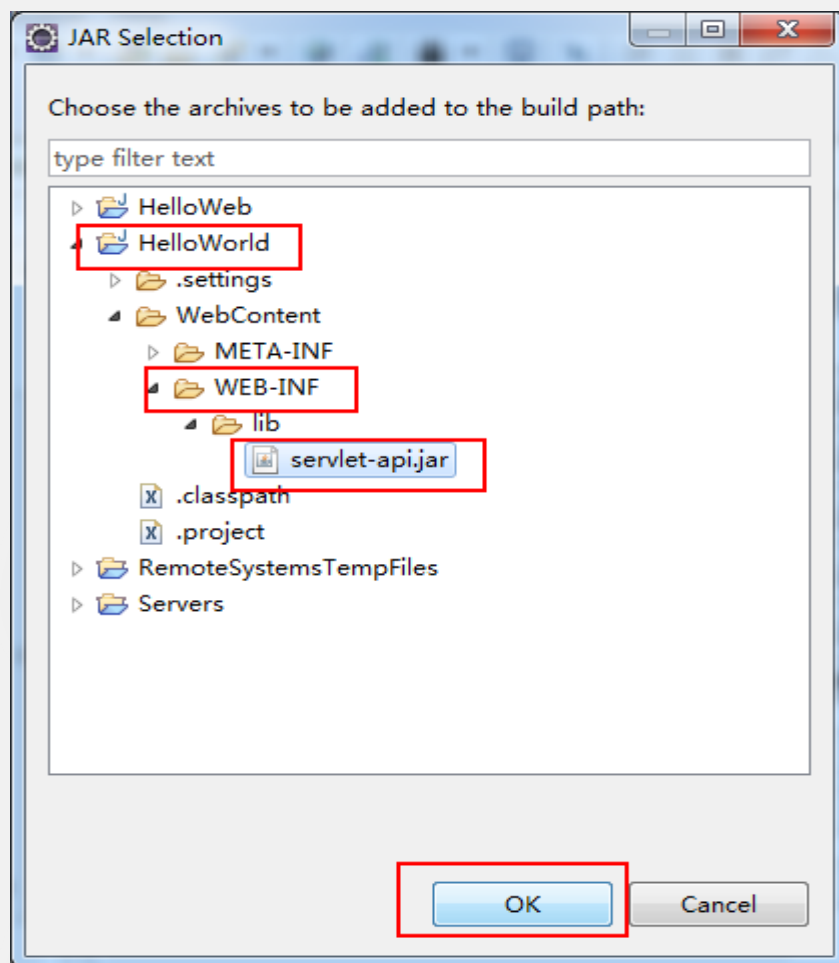 JAR Selection
Choose the archives to be added to the build path:
type filter text
HelloWeb
HelloWorld
.settings
WebContent
META-INF
WEB-INF
lib
servlet-api.jar
.classpath
.project
RemoteSystemsTempFiles
Servers
OK Cancel